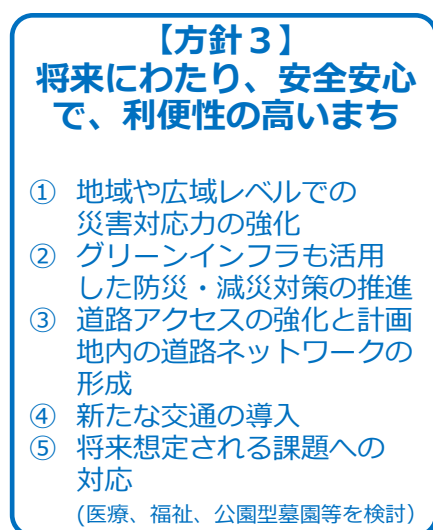 【方針３】
将来にわたり、安全安心
で、利便性の高いまち
① 地域や広域レベルでの
災害対応力の強化
② グリーンインフラも活用
した防災・減災対策の推進
③ 道路アクセスの強化と計画
地内の道路ネットワークの
形成
④ 新たな交通の導入
⑤ 将来想定される課題への
対応
(医療、福祉、公園型墓園等を検討）